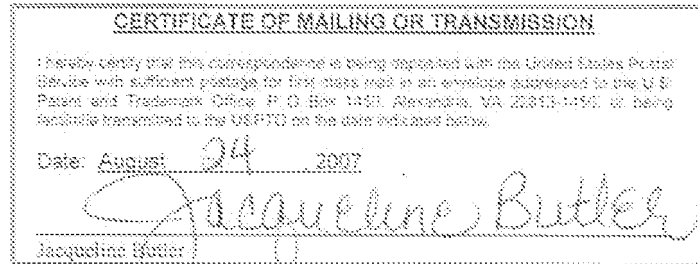 CERTIFICATE OF MAILING OR TRANSMISSION
I hereby certify that this correspondence is being deposited with the United States Postal
Service with sufficient postage for first class mail in an envelope addressed to the U.S.
Patent and Trademark Office, P.O. Box 1450, Alexandria, VA 22313-1450, or being
facsimile transmitted to the USPTO on the date indicated below.
Date: August 24, 2007
Jacqueline Butler
Jacqueline Butler